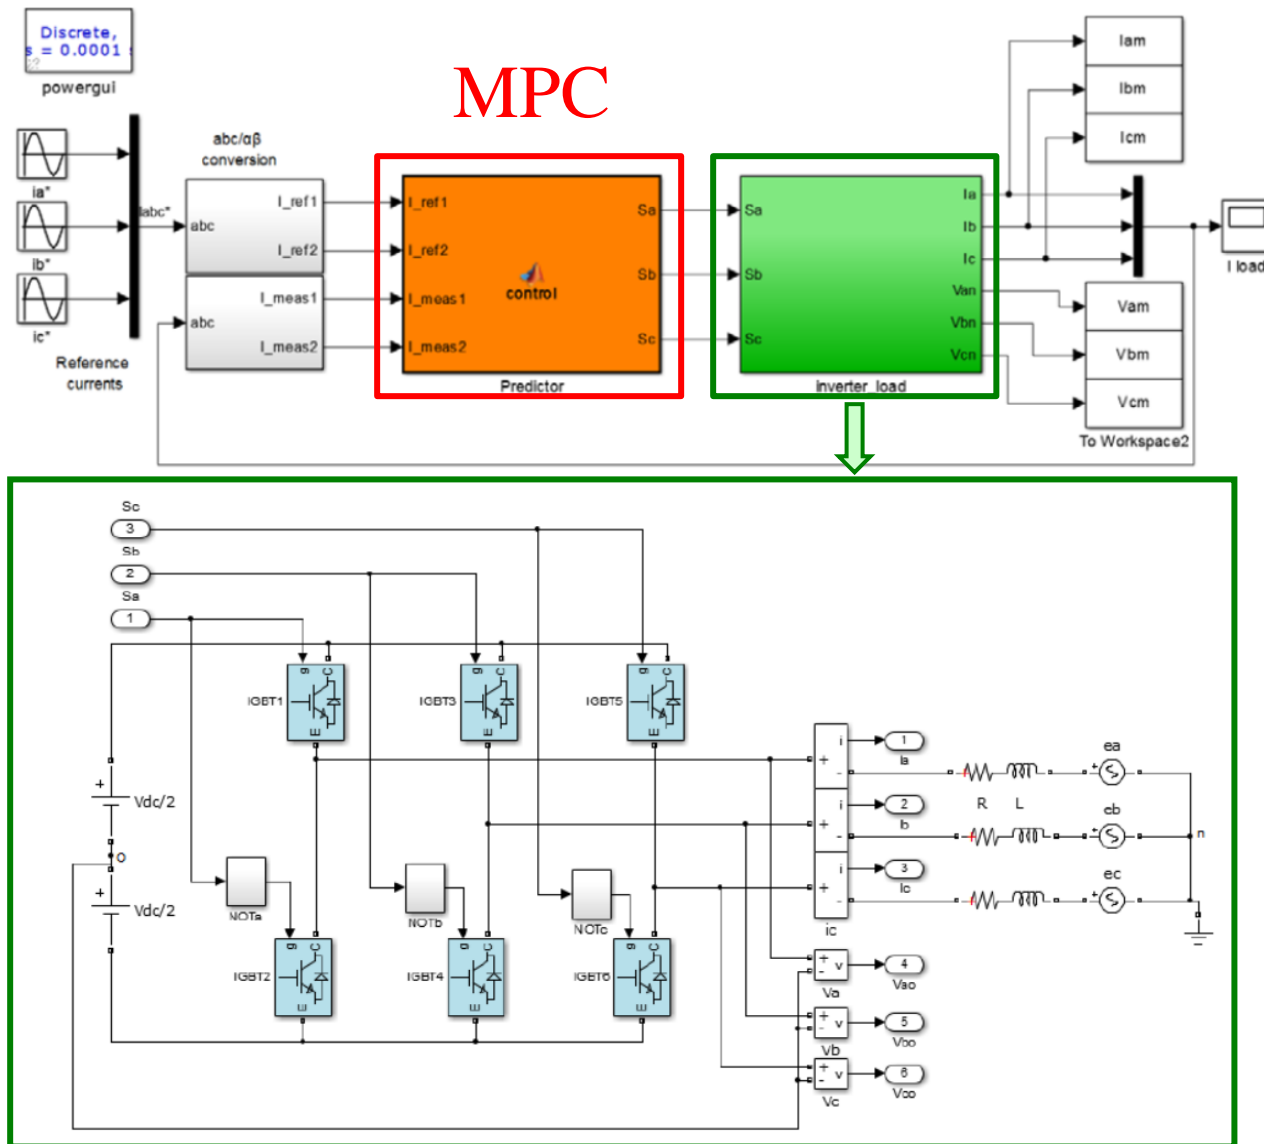 Discrete,
s = 0.0001 s
powergui
MPC
ia*
ib*
ic*
Iabc*
Reference
currents
abc/αβ
conversion
abc
I_ref1
I_ref2
abc
I_meas1
I_meas2
I_ref1
I_ref2
I_meas1
I_meas2
control
Sa
Sb
Sc
Predictor
Sa
Sb
Sc
Ia
Ib
Ic
Van
Vbn
Vcn
inverter_load
Iam
Ibm
Icm
I load
Vam
Vbm
Vcm
To Workspace2
Sc
3
Sb
2
Sa
1
IGBT1
g
C
E
IGBT3
g
C
E
IGBT5
g
C
E
+
Vdc/2
O
+
Vdc/2
NOTa
NOTb
NOTc
IGBT2
g
C
E
IGBT4
g
C
E
IGBT6
g
C
E
i
+
-
i
+
-
i
+
-
ic
1
Ia
2
Ib
3
Ic
R
L
ea
+
eb
+
ec
+
n
+
-
v
Va
4
Vao
+
-
v
Vb
5
Vbo
+
-
v
Vc
6
Vco